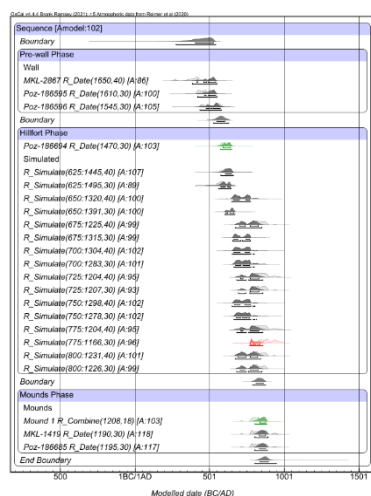 OxCal v4.4.4 Bronk Ramsey (2021); r:5 Atmospheric data from Reimer et al (2020)
Sequence [Amodel:102]
Boundary
Pre-wall Phase
Wall
MKL-2867 R_Date(1550,40) [A:86]
Poz-186595 R_Date(1610,30) [A:100]
Poz-186596 R_Date(1545,30) [A:105]
Boundary
Hillfort Phase
Poz-186694 R_Date(1470,30) [A:103]
Simulated
R_Simulate(625:1445,40) [A:107]
R_Simulate(625:1495,30) [A:89]
R_Simulate(650:1320,40) [A:100]
R_Simulate(650:1391,30) [A:100]
R_Simulate(675:1225,40) [A:99]
R_Simulate(675:1315,30) [A:99]
R_Simulate(700:1304,40) [A:102]
R_Simulate(700:1283,30) [A:101]
R_Simulate(725:1204,40) [A:95]
R_Simulate(725:1207,30) [A:93]
R_Simulate(750:1298,40) [A:102]
R_Simulate(750:1278,30) [A:102]
R_Simulate(775:1204,40) [A:95]
R_Simulate(775:1166,30) [A:96]
R_Simulate(800:1231,40) [A:101]
R_Simulate(800:1226,30) [A:99]
Boundary
Mounds Phase
Mounds
Mound 1 R_Combine(1208,18) [A:103]
MKL-1419 R_Date(1190,30) [A:118]
Poz-186685 R_Date(1195,30) [A:117]
End Boundary
500 1BC/1AD 501 1001 1501
Modelled date (BC/AD)